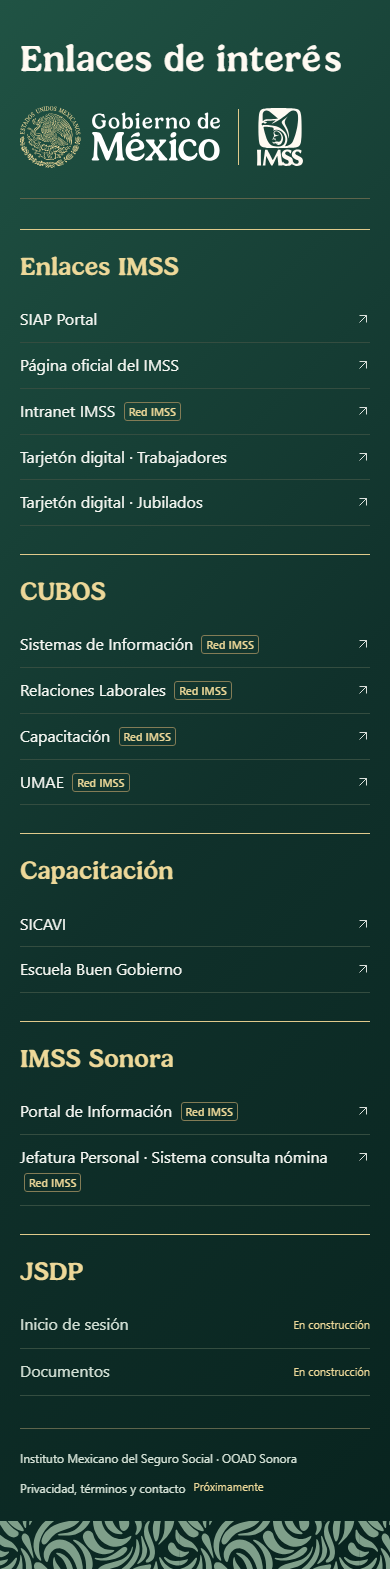 Enlaces de interés
ESTADOS UNIDOS MEXICANOS
Gobierno de
México
IMSS
Enlaces IMSS
SIAP Portal
Página oficial del IMSS
Intranet IMSS Red IMSS
Tarjetón digital · Trabajadores
Tarjetón digital · Jubilados
CUBOS
Sistemas de Información Red IMSS
Relaciones Laborales Red IMSS
Capacitación Red IMSS
UMAE Red IMSS
Capacitación
SICAVI
Escuela Buen Gobierno
IMSS Sonora
Portal de Información Red IMSS
Jefatura Personal · Sistema consulta nómina
Red IMSS
JSDP
Inicio de sesión En construcción
Documentos En construcción
Instituto Mexicano del Seguro Social · OOAD Sonora
Privacidad, términos y contacto Próximamente